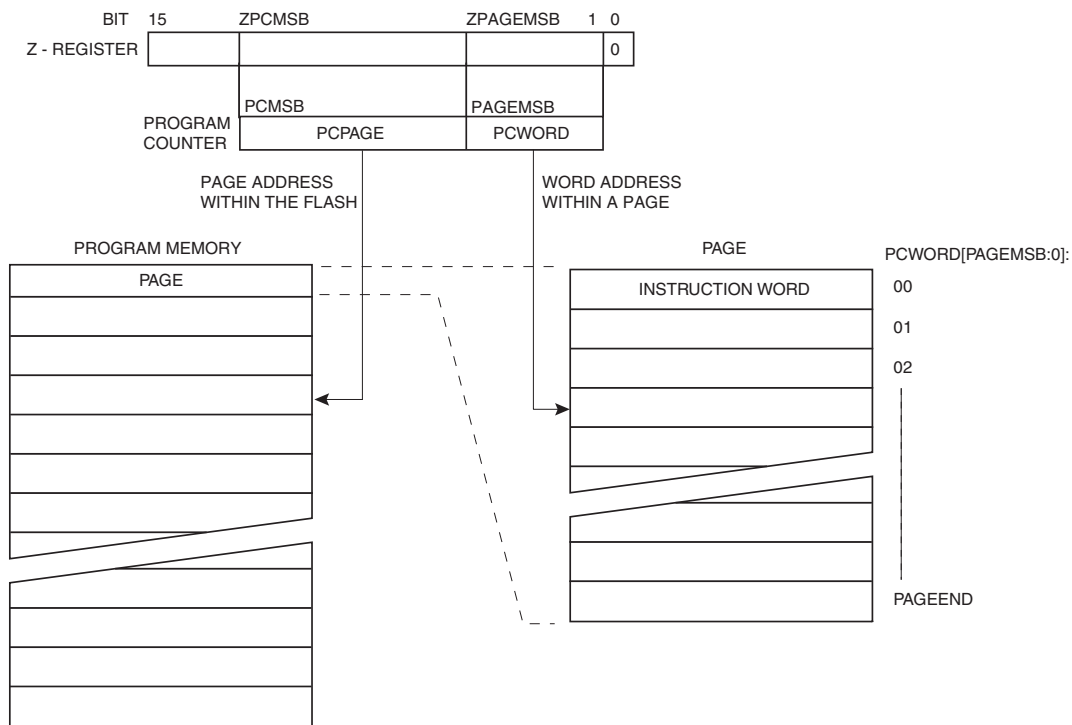 BIT 15 ZPCMSB ZPAGEMSB 1 0
Z - REGISTER 0
PCMSB PAGEMSB
PROGRAM
COUNTER
PCPAGE PCWORD
PAGE ADDRESS
WITHIN THE FLASH
WORD ADDRESS
WITHIN A PAGE
PROGRAM MEMORY
PAGE
PAGE
PCWORD[PAGEMSB:0]:
INSTRUCTION WORD
00
01
02
PAGEEND